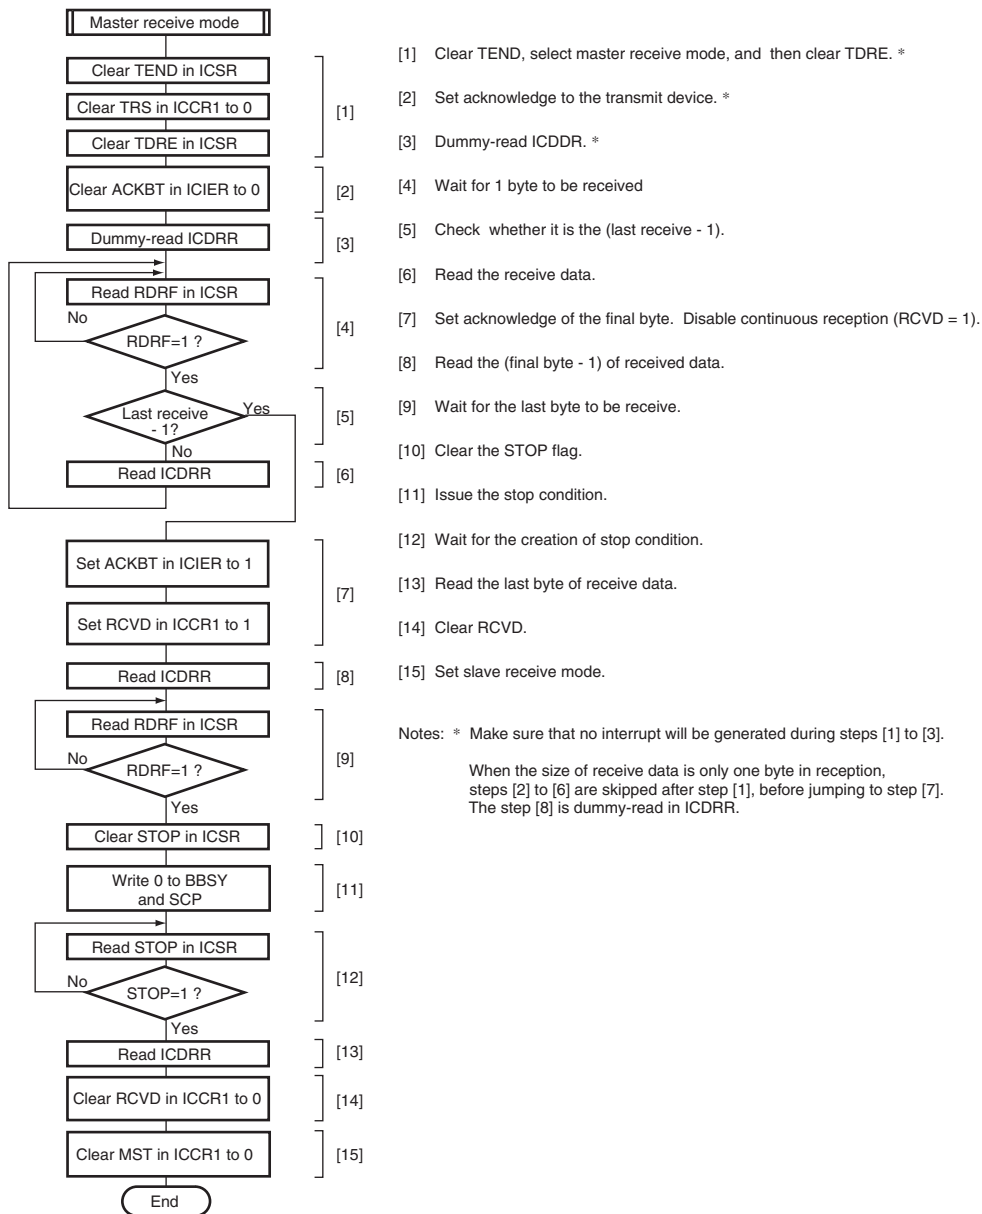 Master receive mode
Clear TEND in ICSR
Clear TRS in ICCR1 to 0
Clear TDRE in ICSR
[1]
Clear ACKBT in ICIER to 0
[2]
Dummy-read ICDRR
[3]
Read RDRF in ICSR
No
RDRF=1 ?
[4]
Yes
Last receive
- 1?
Yes
[5]
No
Read ICDRR
[6]
Set ACKBT in ICIER to 1
Set RCVD in ICCR1 to 1
[7]
Read ICDRR
[8]
Read RDRF in ICSR
No
RDRF=1 ?
[9]
Yes
Clear STOP in ICSR
[10]
Write 0 to BBSY
and SCP
[11]
Read STOP in ICSR
No
STOP=1 ?
[12]
Yes
Read ICDRR
[13]
Clear RCVD in ICCR1 to 0
[14]
Clear MST in ICCR1 to 0
[15]
End
[1] Clear TEND, select master receive mode, and then clear TDRE. *
[2] Set acknowledge to the transmit device. *
[3] Dummy-read ICDDR. *
[4] Wait for 1 byte to be received
[5] Check whether it is the (last receive - 1).
[6] Read the receive data.
[7] Set acknowledge of the final byte. Disable continuous reception (RCVD = 1).
[8] Read the (final byte - 1) of received data.
[9] Wait for the last byte to be receive.
[10] Clear the STOP flag.
[11] Issue the stop condition.
[12] Wait for the creation of stop condition.
[13] Read the last byte of receive data.
[14] Clear RCVD.
[15] Set slave receive mode.
Notes: * Make sure that no interrupt will be generated during steps [1] to [3].
When the size of receive data is only one byte in reception,
steps [2] to [6] are skipped after step [1], before jumping to step [7].
The step [8] is dummy-read in ICDRR.